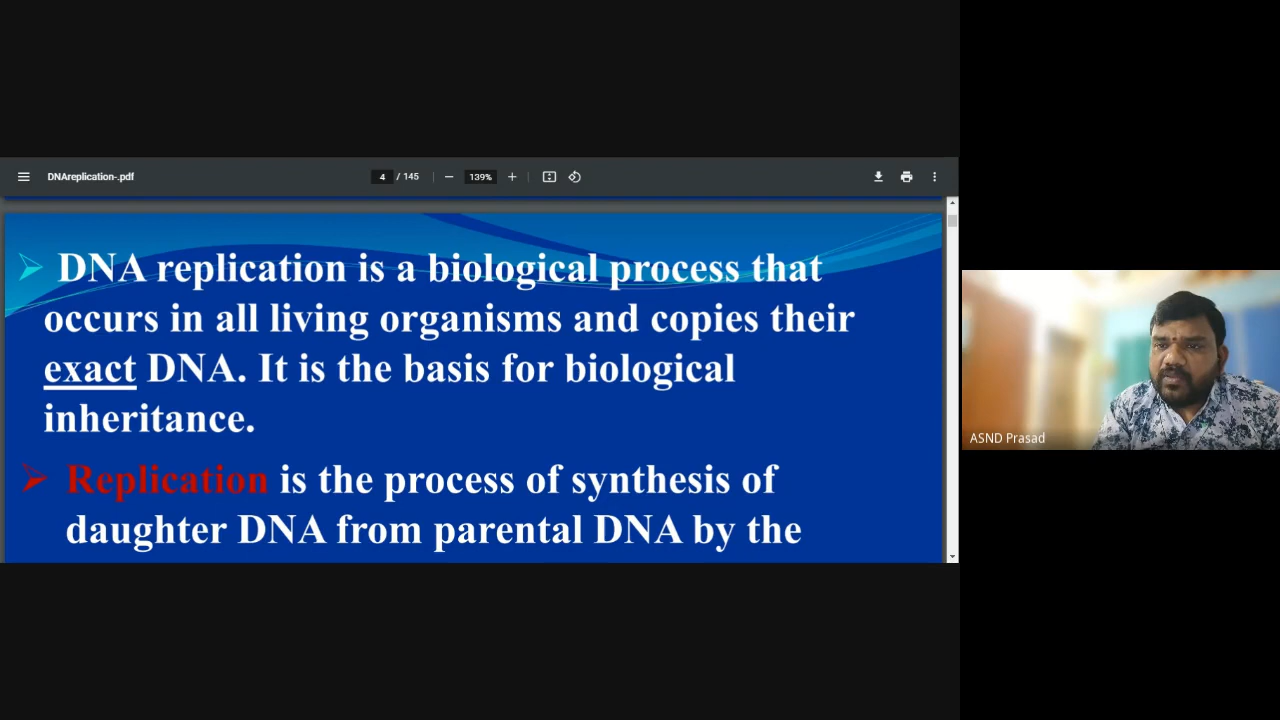 DNAreplication-.pdf
4 / 145
139%
DNA replication is a biological process that
occurs in all living organisms and copies their
exact DNA. It is the basis for biological
inheritance.
Replication is the process of synthesis of
daughter DNA from parental DNA by the
ASND Prasad